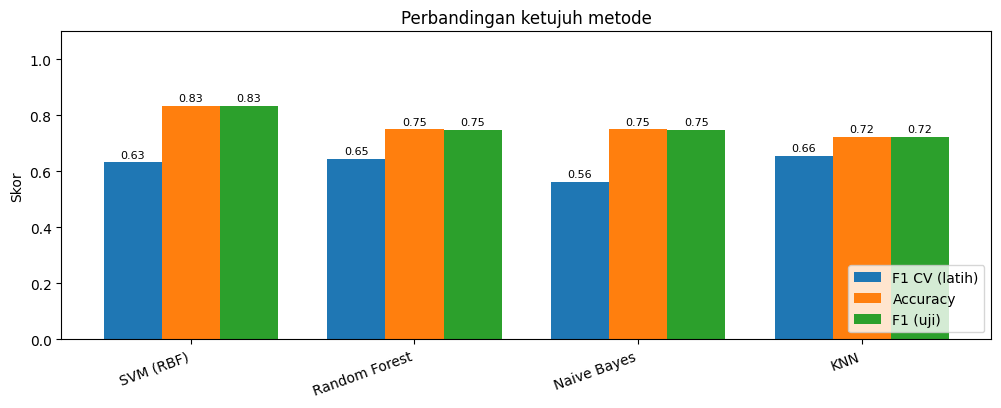 Perbandingan ketujuh metode
Skor
1.0
0.8
0.6
0.4
0.2
0.0
0.63
0.83
0.83
0.65
0.75
0.75
0.56
0.75
0.75
0.66
0.72
0.72
F1 CV (latih)
Accuracy
F1 (uji)
SVM (RBF)
Random Forest
Naive Bayes
KNN